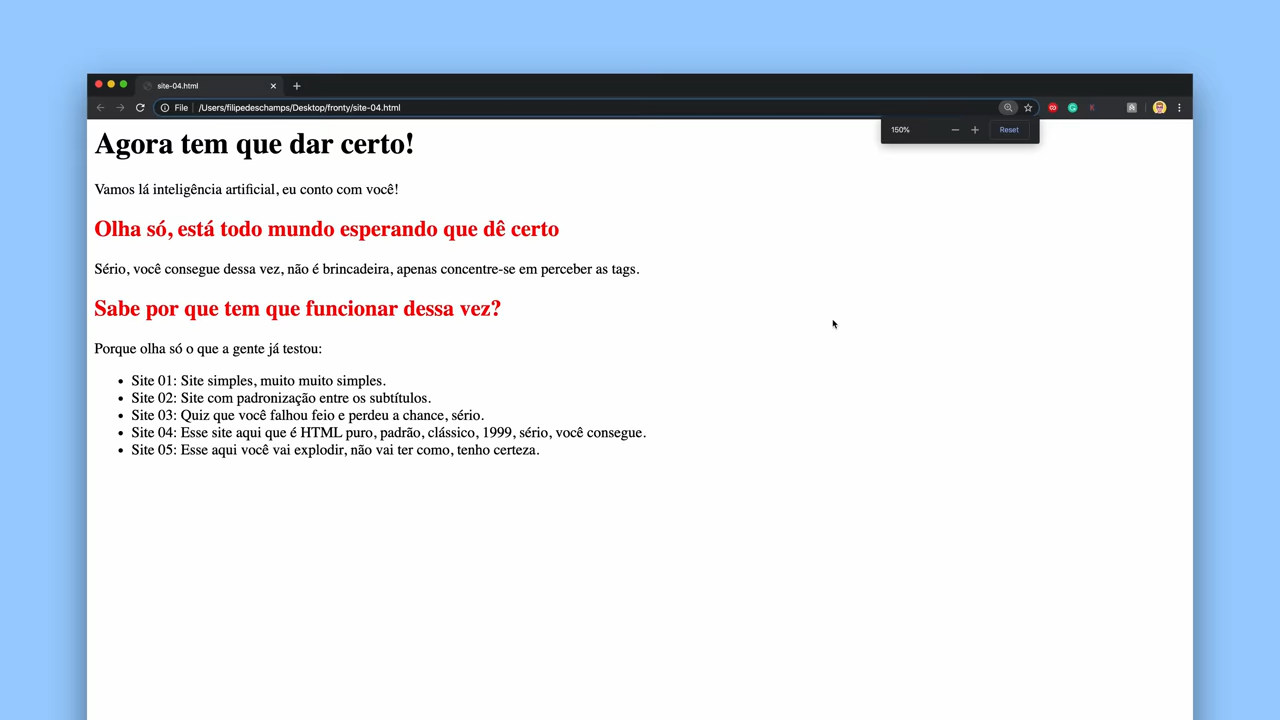 site-04.html
File
/Users/filipedeschamps/Desktop/fronty/site-04.html
150%
Reset
Agora tem que dar certo!
Vamos lá inteligência artificial, eu conto com você!
Olha só, está todo mundo esperando que dê certo
Sério, você consegue dessa vez, não é brincadeira, apenas concentre-se em perceber as tags.
Sabe por que tem que funcionar dessa vez?
Porque olha só o que a gente já testou:
• Site 01: Site simples, muito muito simples.
• Site 02: Site com padronização entre os subtítulos.
• Site 03: Quiz que você falhou feio e perdeu a chance, sério.
• Site 04: Esse site aqui que é HTML puro, padrão, clássico, 1999, sério, você consegue.
• Site 05: Esse aqui você vai explodir, não vai ter como, tenho certeza.